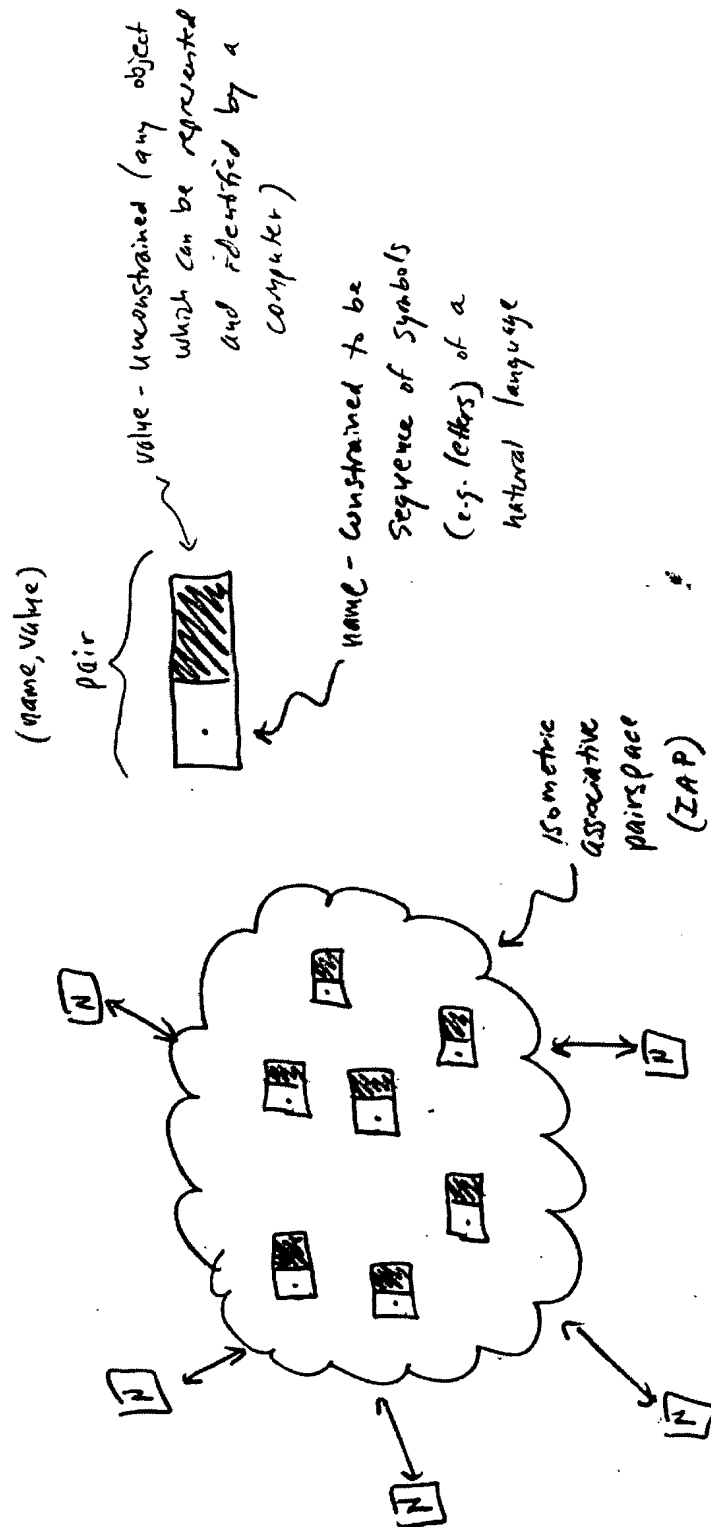 (name, value)
pair
value - unconstrained (any object
which can be represented
and identified by a
computer)
name - constrained to be
sequence of symbols
(e.g. letters) of a
natural language
N
N
N
N
N
isometric
associative
pairspace
(IAP)